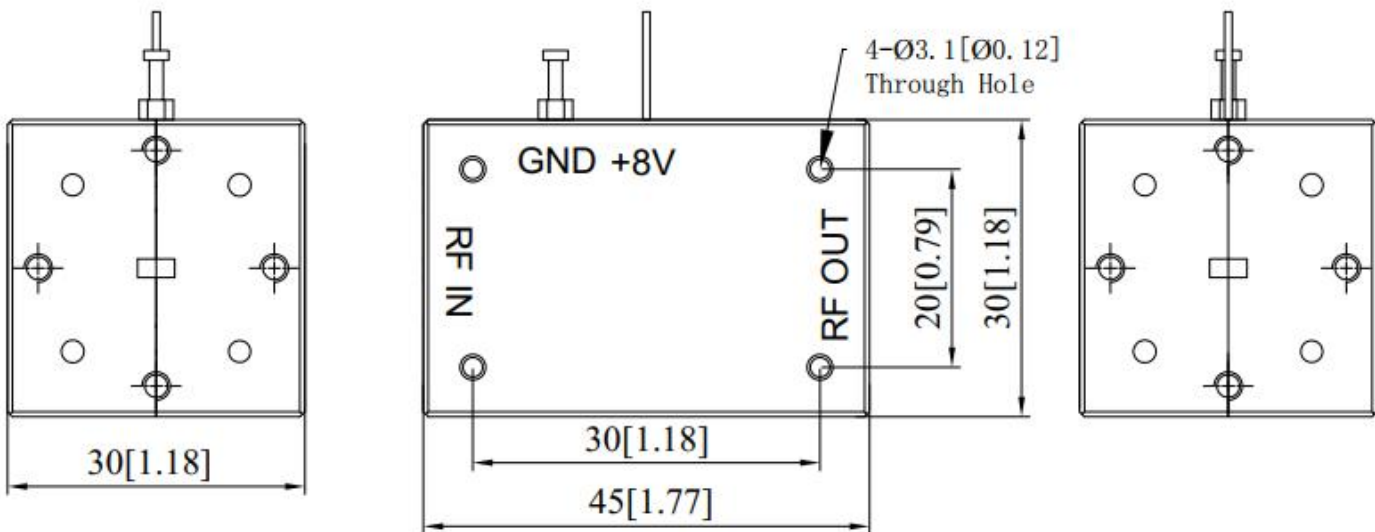 4-Ø3.1[Ø0.12]
Through Hole
GND +8V
RF IN
RF OUT
20[0.79]
30[1.18]
30[1.18]
30[1.18]
45[1.77]